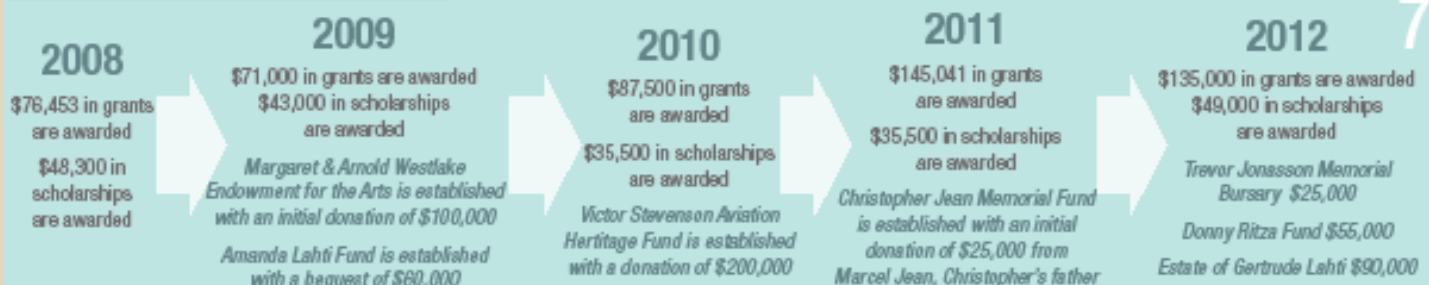 2008
$76,453 in grants
are awarded
$48,300 in
scholarships
are awarded
2009
$71,000 in grants are awarded
$43,000 in scholarships
are awarded
Margaret & Arnold Westlake
Endowment for the Arts is established
with an initial donation of $100,000
Amanda Lahti Fund is established
with a bequest of $60,000
2010
$87,500 in grants
are awarded
$35,500 in scholarships
are awarded
Victor Stevenson Aviation
Hertitage Fund is established
with a donation of $200,000
2011
$145,041 in grants
are awarded
$35,500 in scholarships
are awarded
Christopher Jean Memorial Fund
is established with an initial
donation of $25,000 from
Marcel Jean, Christopher's father
2012
$135,000 in grants are awarded
$49,000 in scholarships
are awarded
Trevor Jonasson Memorial
Bursary $25,000
Donny Ritza Fund $55,000
Estate of Gertrude Lahti $90,000
7